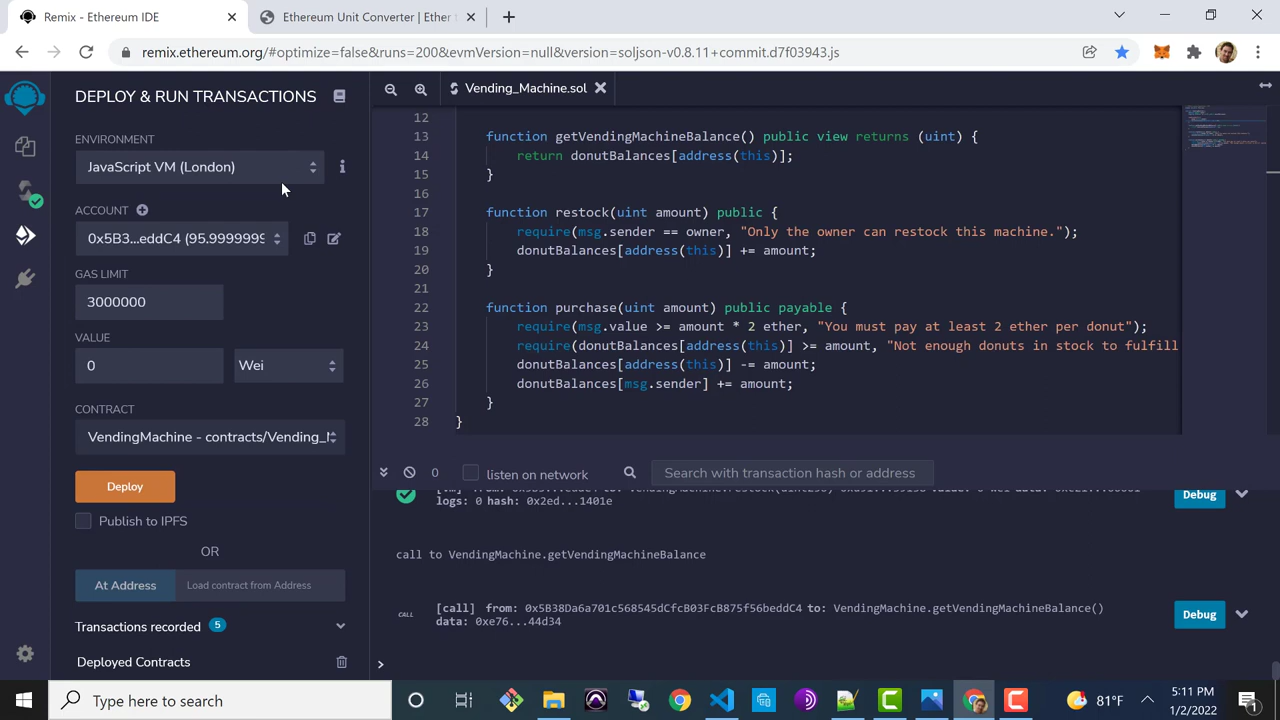 Remix - Ethereum IDE
Ethereum Unit Converter | Ether t
remix.ethereum.org/#optimize=false&runs=200&evmVersion=null&version=soljson-v0.8.11+commit.d7f03943.js
DEPLOY & RUN TRANSACTIONS
ENVIRONMENT
JavaScript VM (London)
ACCOUNT
0x5B3...eddC4 (95.9999999
GAS LIMIT
3000000
VALUE
0
Wei
CONTRACT
VendingMachine - contracts/Vending_M
Deploy
Publish to IPFS
OR
At Address
Load contract from Address
Transactions recorded 5
Deployed Contracts
Vending_Machine.sol
12
13 function getVendingMachineBalance() public view returns (uint) {
14 return donutBalances[address(this)];
15 }
16
17 function restock(uint amount) public {
18 require(msg.sender == owner, "Only the owner can restock this machine.");
19 donutBalances[address(this)] += amount;
20 }
21
22 function purchase(uint amount) public payable {
23 require(msg.value >= amount * 2 ether, "You must pay at least 2 ether per donut");
24 require(donutBalances[address(this)] >= amount, "Not enough donuts in stock to fulfill
25 donutBalances[address(this)] -= amount;
26 donutBalances[msg.sender] += amount;
27 }
28 }
0
listen on network
Search with transaction hash or address
Debug
logs: 0 hash: 0x2ed...1401e
call to VendingMachine.getVendingMachineBalance
CALL
[call] from: 0x5B38Da6a701c568545dCfcB03FcB875f56beddC4 to: VendingMachine.getVendingMachineBalance()
data: 0xe76...44d34
Debug
>
Type here to search
81°F
5:11 PM
1/2/2022
1